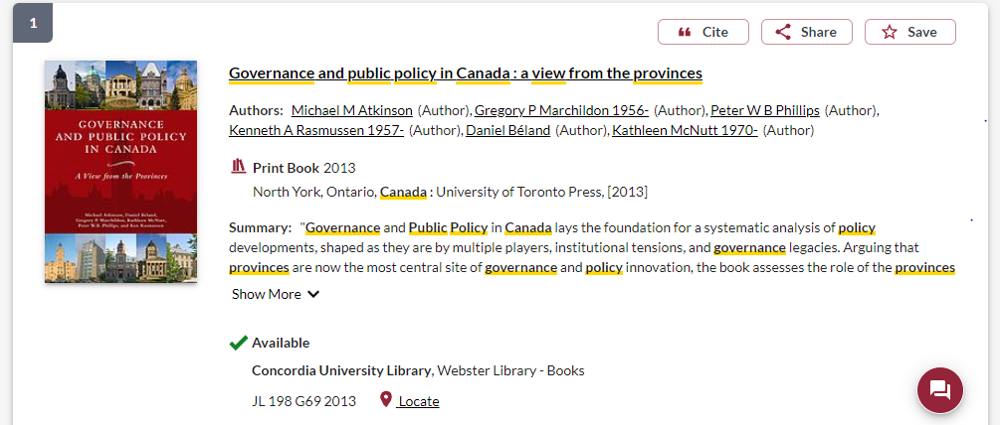 1
Cite
Share
Save
GOVERNANCE
AND PUBLIC POLICY
IN CANADA
A View from the Provinces
Michael Atkinson, Daniel Béland,
Gregory P. Marchildon, Kathleen McNutt,
Peter W.B. Phillips, and Ken Rasmussen
Governance and public policy in Canada : a view from the provinces
Authors: Michael M Atkinson (Author), Gregory P Marchildon 1956- (Author), Peter W B Phillips (Author),
Kenneth A Rasmussen 1957- (Author), Daniel Béland (Author), Kathleen McNutt 1970- (Author)
Print Book 2013
North York, Ontario, Canada : University of Toronto Press, [2013]
Summary: "Governance and Public Policy in Canada lays the foundation for a systematic analysis of policy
developments, shaped as they are by multiple players, institutional tensions, and governance legacies. Arguing that
provinces are now the most central site of governance and policy innovation, the book assesses the role of the provinces
Show More
Available
Concordia University Library, Webster Library - Books
JL 198 G69 2013 Locate